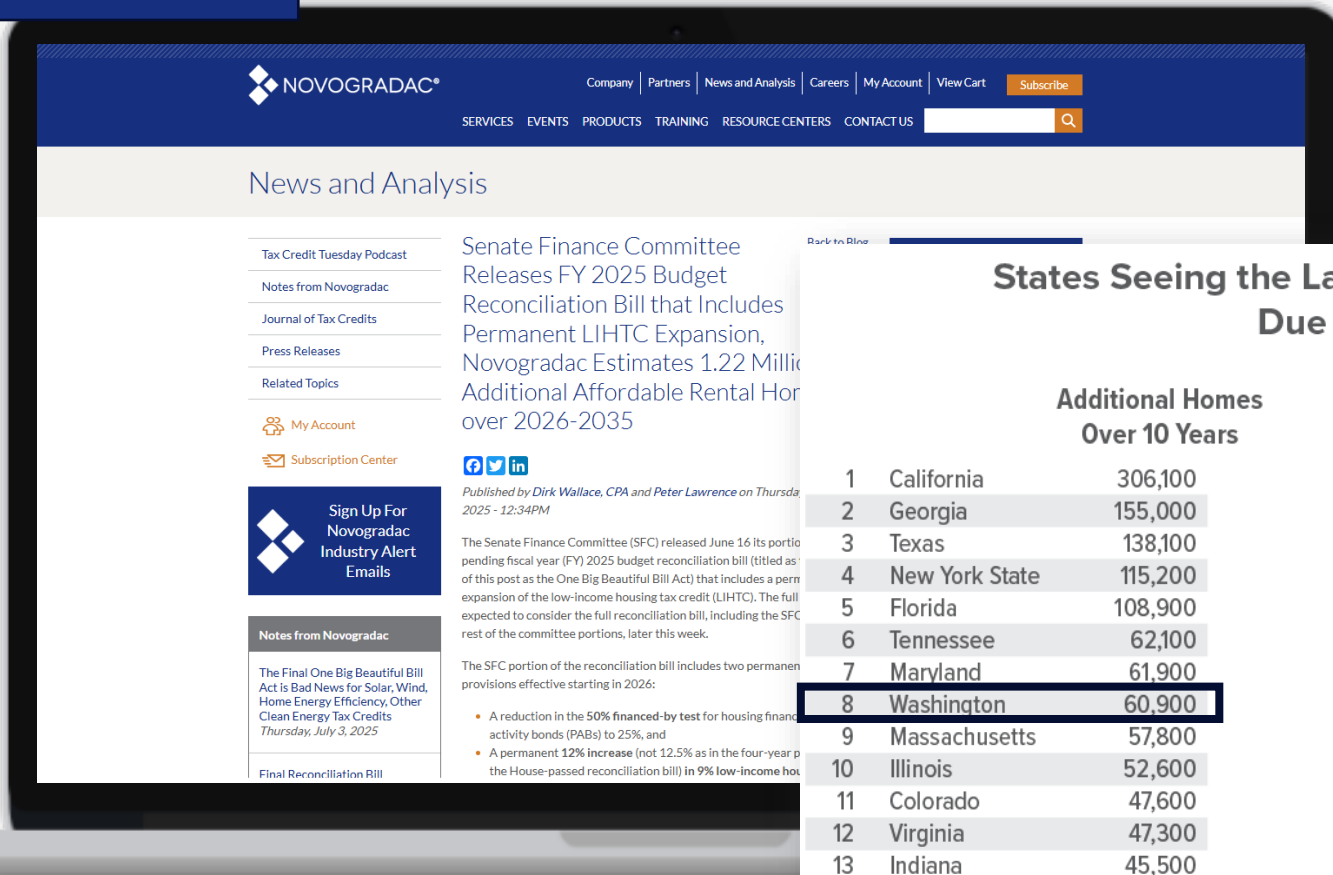 NOVOGRADAC®
Company
Partners
News and Analysis
Careers
My Account
View Cart
Subscribe
SERVICES
EVENTS
PRODUCTS
TRAINING
RESOURCE CENTERS
CONTACT US
News and Analysis
Tax Credit Tuesday Podcast
Notes from Novogradac
Journal of Tax Credits
Press Releases
Related Topics
My Account
Subscription Center
Sign Up For
Novogradac
Industry Alert
Emails
Notes from Novogradac
The Final One Big Beautiful Bill
Act is Bad News for Solar, Wind,
Home Energy Efficiency, Other
Clean Energy Tax Credits
Thursday, July 3, 2025
Final Reconciliation Bill
Senate Finance Committee
Releases FY 2025 Budget
Reconciliation Bill that Includes
Permanent LIHTC Expansion,
Novogradac Estimates 1.22 Millio
Additional Affordable Rental Hom
over 2026-2035
Published by Dirk Wallace, CPA and Peter Lawrence on Thursda
2025 - 12:34PM
The Senate Finance Committee (SFC) released June 16 its portio
pending fiscal year (FY) 2025 budget reconciliation bill (titled as
of this post as the One Big Beautiful Bill Act) that includes a perm
expansion of the low-income housing tax credit (LIHTC). The full
expected to consider the full reconciliation bill, including the SFC
rest of the committee portions, later this week.
The SFC portion of the reconciliation bill includes two permanen
provisions effective starting in 2026:
• A reduction in the 50% financed-by test for housing financ
activity bonds (PABs) to 25%, and
• A permanent 12% increase (not 12.5% as in the four-year p
the House-passed reconciliation bill) in 9% low-income hou
Back to Blog
States Seeing the La
Due
Additional Homes
Over 10 Years
1 California 306,100
2 Georgia 155,000
3 Texas 138,100
4 New York State 115,200
5 Florida 108,900
6 Tennessee 62,100
7 Maryland 61,900
8 Washington 60,900
9 Massachusetts 57,800
10 Illinois 52,600
11 Colorado 47,600
12 Virginia 47,300
13 Indiana 45,500